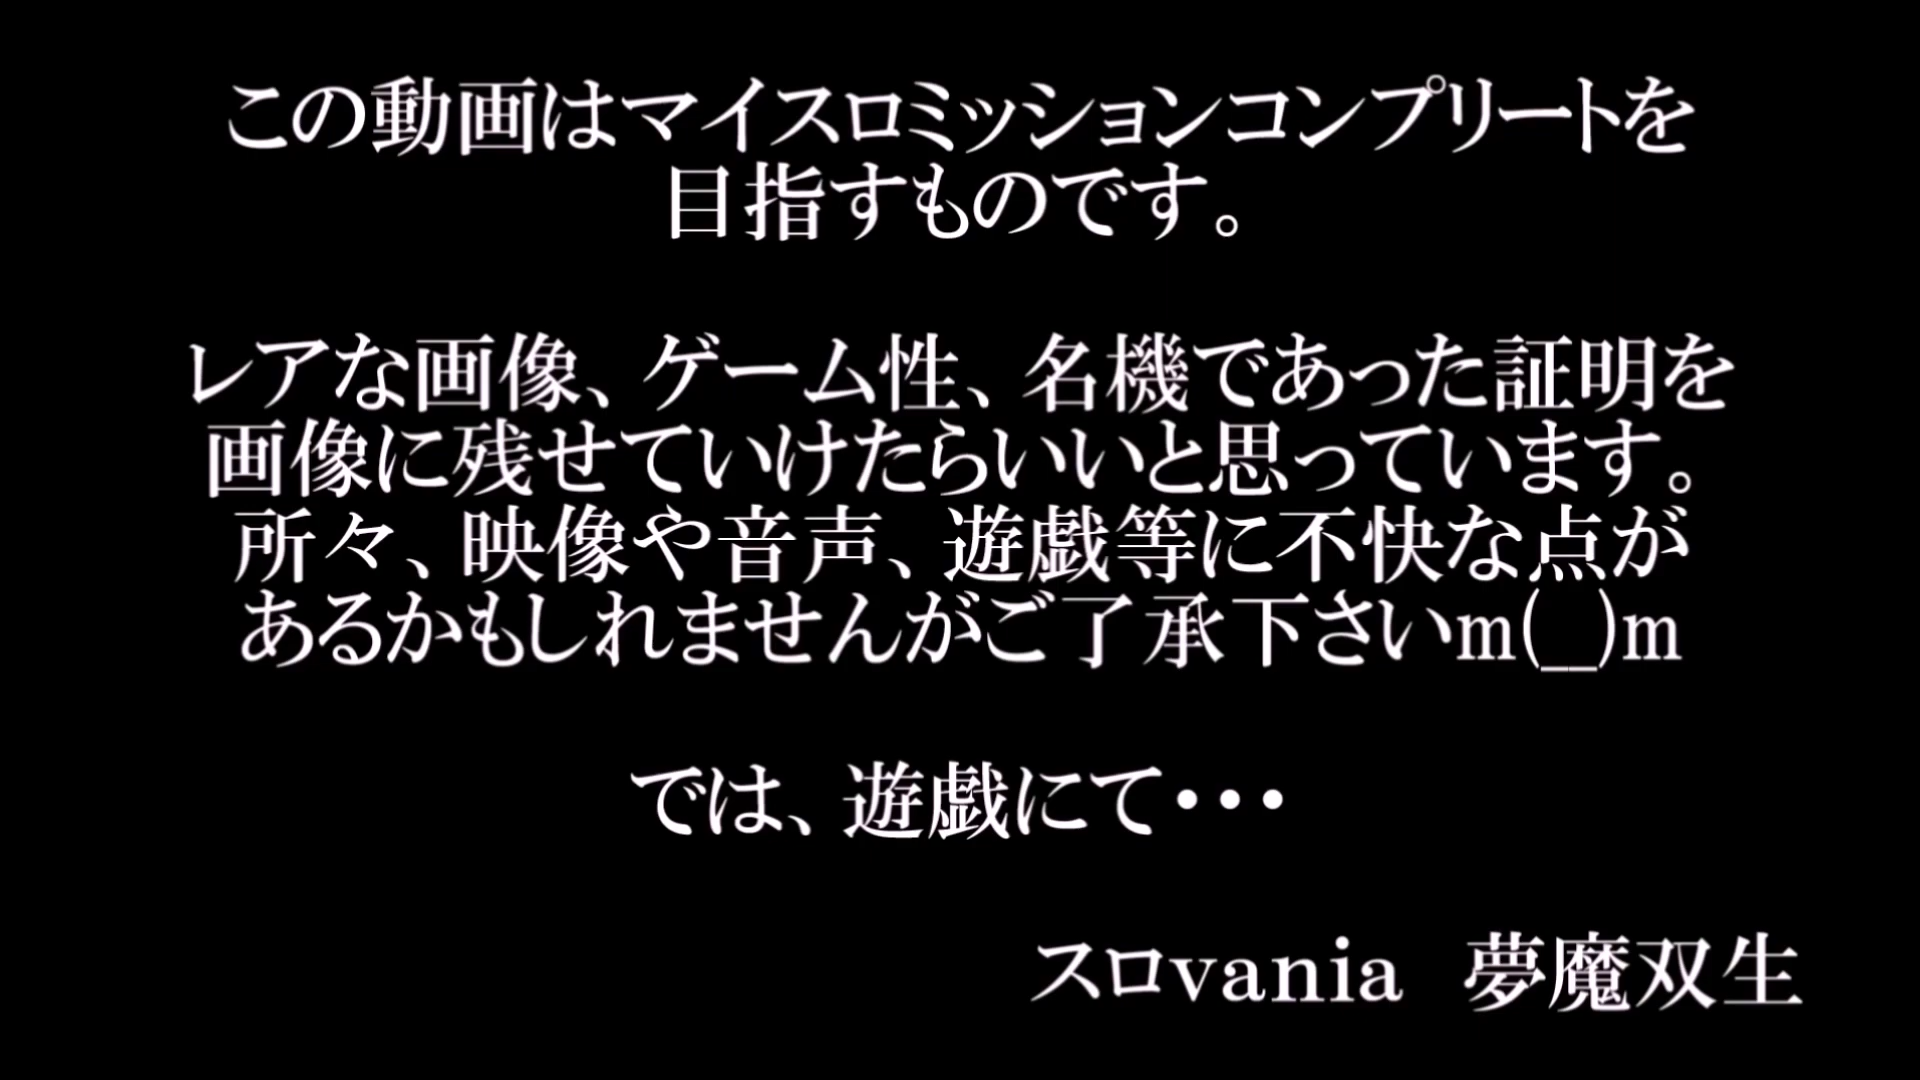 この動画はマイスロミッションコンプリートを
目指すものです。
レアな画像、ゲーム性、名機であった証明を
画像に残せていけたらいいと思っています。
所々、映像や音声、遊戯等に不快な点が
あるかもしれませんがご了承下さいm(__)m
では、遊戯にて・・・
スロvania　夢魔双生